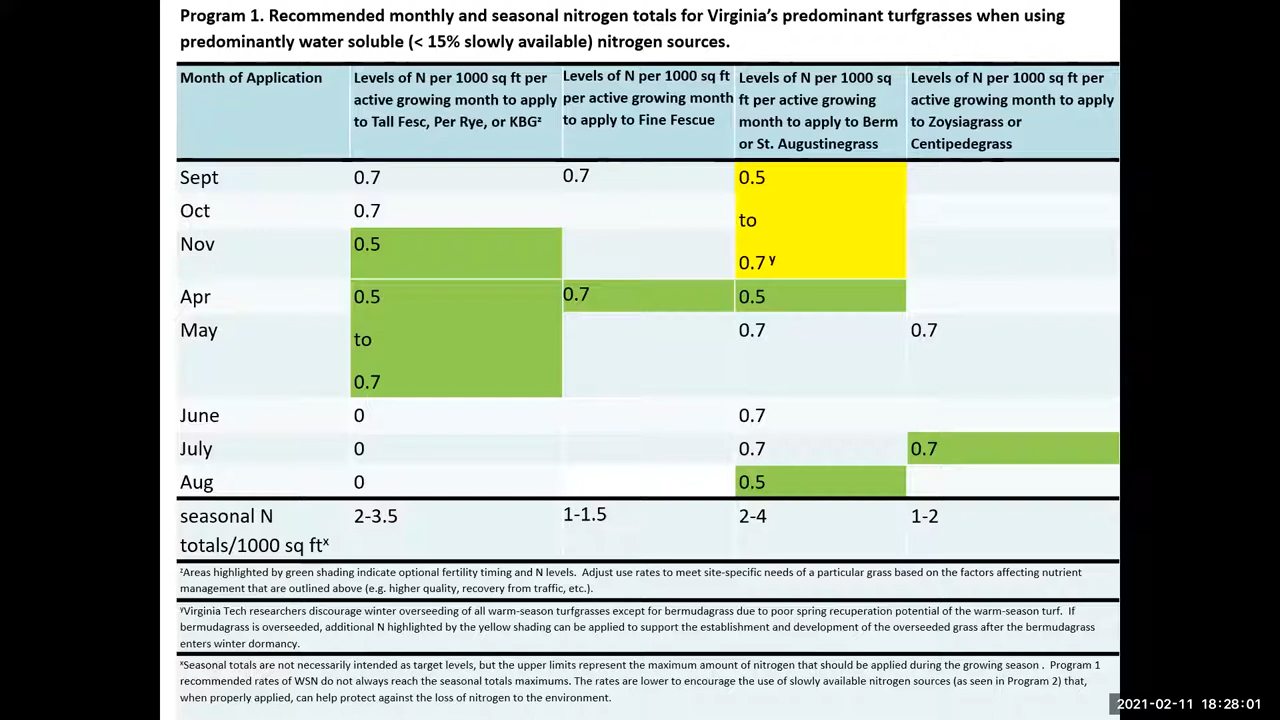 Program 1. Recommended monthly and seasonal nitrogen totals for Virginia’s predominant turfgrasses when using
predominantly water soluble (< 15% slowly available) nitrogen sources.
Month of Application
Levels of N per 1000 sq ft per
active growing month to apply
to Tall Fesc, Per Rye, or KBGᶻ
Levels of N per 1000 sq ft
per active growing month
to apply to Fine Fescue
Levels of N per 1000 sq
ft per active growing
month to apply to Berm
or St. Augustinegrass
Levels of N per 1000 sq ft per
active growing month to apply
to Zoysiagrass or
Centipedegrass
Sept 0.7 0.7 0.5
Oct 0.7 to
Nov 0.5 0.7 ʸ
Apr 0.5 0.7 0.5
May to 0.7 0.7
0.7
June 0 0.7
July 0 0.7 0.7
Aug 0 0.5
seasonal N 2-3.5 1-1.5 2-4 1-2
totals/1000 sq ftˣ
ᶻAreas highlighted by green shading indicate optional fertility timing and N levels. Adjust use rates to meet site-specific needs of a particular grass based on the factors affecting nutrient
management that are outlined above (e.g. higher quality, recovery from traffic, etc.).
ʸVirginia Tech researchers discourage winter overseeding of all warm-season turfgrasses except for bermudagrass due to poor spring recuperation potential of the warm-season turf. If
bermudagrass is overseeded, additional N highlighted by the yellow shading can be applied to support the establishment and development of the overseeded grass after the bermudagrass
enters winter dormancy.
ˣSeasonal totals are not necessarily intended as target levels, but the upper limits represent the maximum amount of nitrogen that should be applied during the growing season . Program 1
recommended rates of WSN do not always reach the seasonal totals maximums. The rates are lower to encourage the use of slowly available nitrogen sources (as seen in Program 2) that,
when properly applied, can help protect against the loss of nitrogen to the environment.
2021-02-11 18:28:01